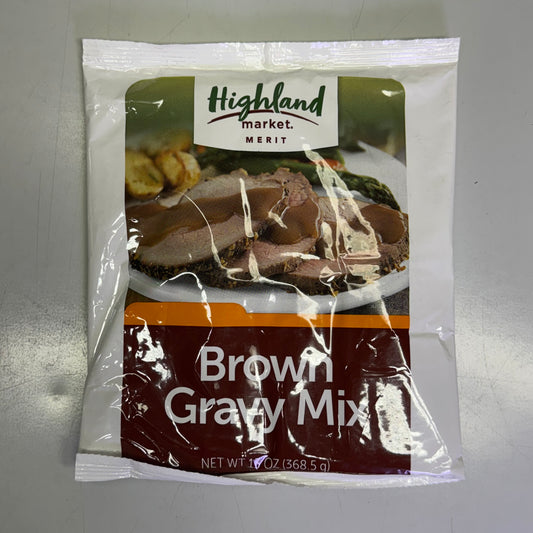 Highland
market.
MERIT
Brown
Gravy Mix
NET WT OZ (368.5 g)